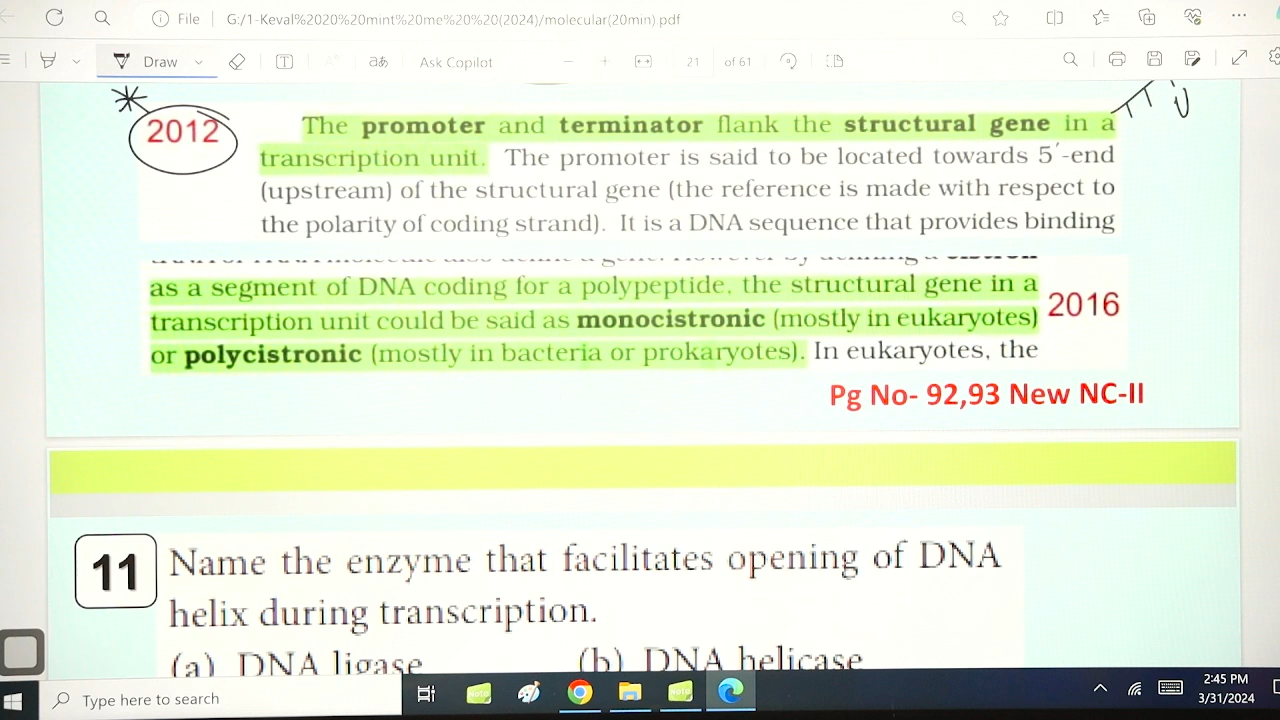 File G:/1-Keval%2020%20mint%20me%20%20(2024)/molecular(20min).pdf
Draw Ask Copilot 21 of 61
2012
The promoter and terminator flank the structural gene in a
transcription unit. The promoter is said to be located towards 5′-end
(upstream) of the structural gene (the reference is made with respect to
the polarity of coding strand). It is a DNA sequence that provides binding
as a segment of DNA coding for a polypeptide, the structural gene in a
transcription unit could be said as monocistronic (mostly in eukaryotes)
or polycistronic (mostly in bacteria or prokaryotes). In eukaryotes, the
2016
Pg No- 92,93 New NC-II
11 Name the enzyme that facilitates opening of DNA
helix during transcription.
(a) DNA ligase (b) DNA helicase
Type here to search
2:45 PM
3/31/2024